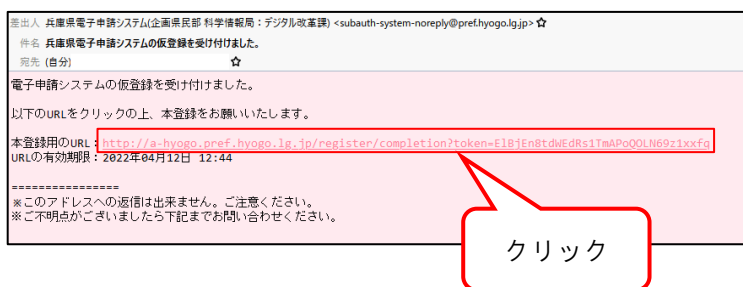 差出人 兵庫県電子申請システム(企画県民部 科学情報局：デジタル改革課) <subauth-system-noreply@pref.hyogo.lg.jp> ☆
件名 兵庫県電子申請システムの仮登録を受け付けました。
宛先 (自分) ☆
電子申請システムの仮登録を受け付けました。
以下のURLをクリックの上、本登録をお願いいたします。
本登録用のURL：http://a-hyogo.pref.hyogo.lg.jp/register/completion?token=ElBjEn8tdWEdRs1TmAPoQOLN69z1xxfq
URLの有効期限：2022年04月12日 12:44
================
※このアドレスへの返信は出来ません。ご注意ください。
※ご不明点がございましたら下記までお問い合わせください。
クリック